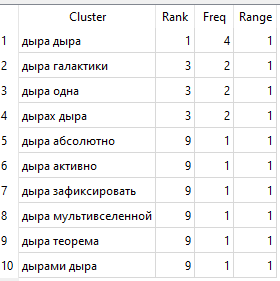 Cluster Rank Freq Range
1 дыра дыра 1 4 1
2 дыра галактики 3 2 1
3 дыра одна 3 2 1
4 дырах дыра 3 2 1
5 дыра абсолютно 9 1 1
6 дыра активно 9 1 1
7 дыра зафиксировать 9 1 1
8 дыра мультивселенной 9 1 1
9 дыра теорема 9 1 1
10 дырами дыра 9 1 1